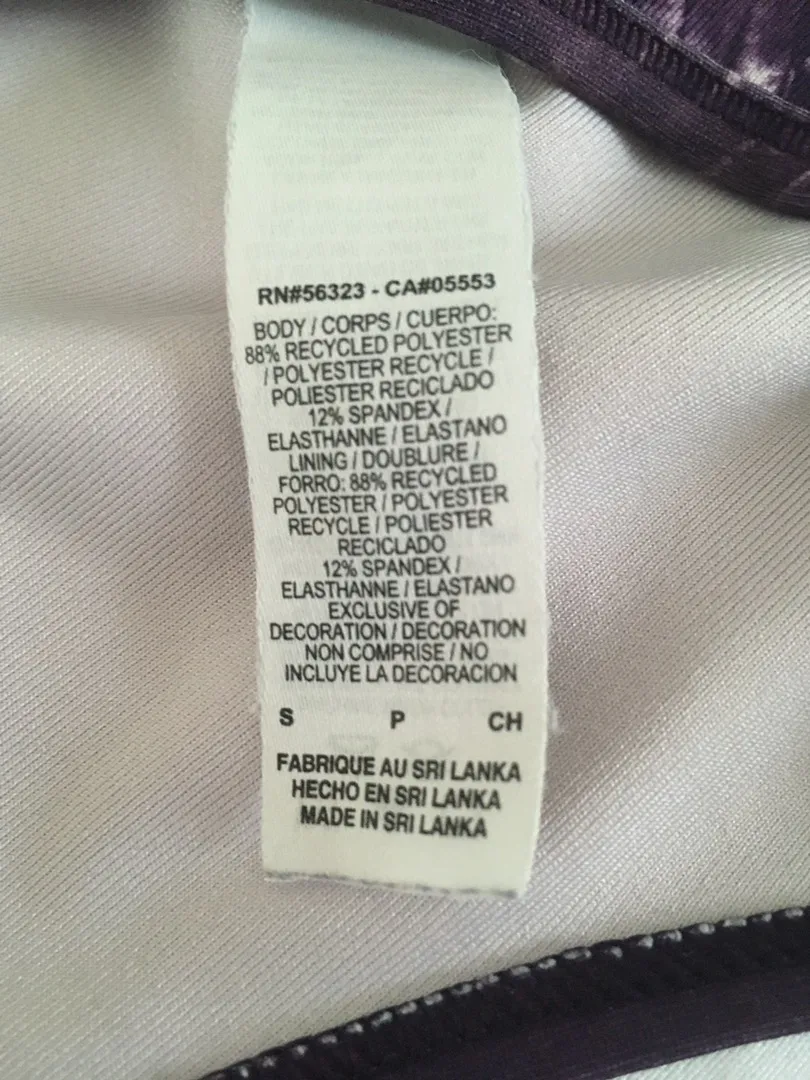 RN#56323 - CA#05553
BODY / CORPS / CUERPO:
88% RECYCLED POLYESTER
/ POLYESTER RECYCLE /
POLIESTER RECICLADO
12% SPANDEX /
ELASTHANNE / ELASTANO
LINING / DOUBLURE /
FORRO: 88% RECYCLED
POLYESTER / POLYESTER
RECYCLE / POLIESTER
RECICLADO
12% SPANDEX /
ELASTHANNE / ELASTANO
EXCLUSIVE OF
DECORATION / DECORATION
NON COMPRISE / NO
INCLUYE LA DECORACION
S P CH
FABRIQUE AU SRI LANKA
HECHO EN SRI LANKA
MADE IN SRI LANKA